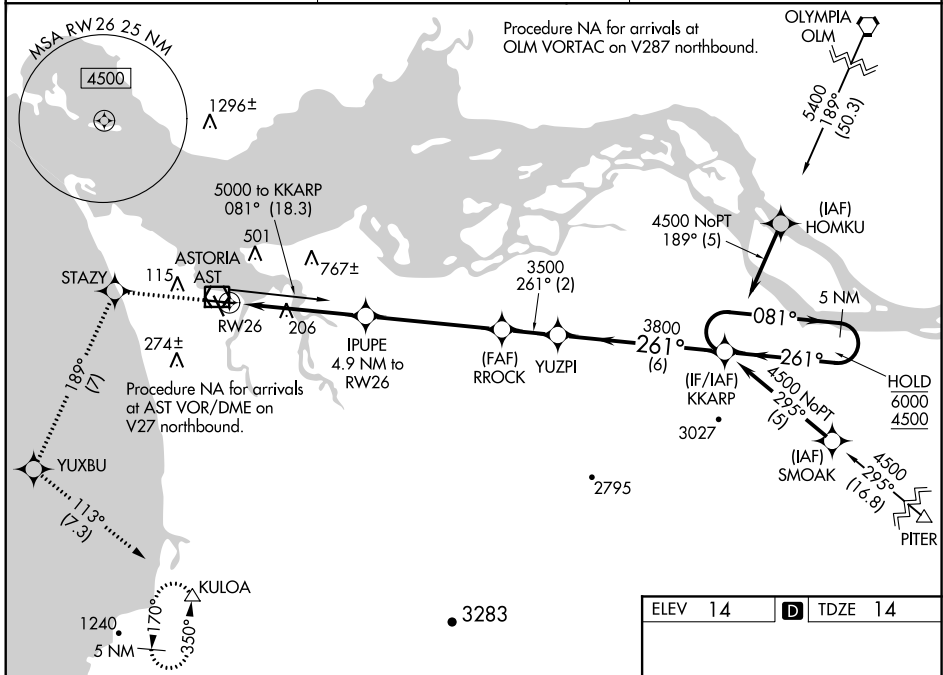 MSA RW 26 25 NM
4500
1296±
Procedure NA for arrivals at
OLM VORTAC on V287 northbound.
OLYMPIA
OLM
5400
189°
(50.3)
5000 to KKARP
081° (18.3)
4500 NoPT
189° (5)
(IAF)
HOMKU
STAZY
115
ASTORIA
AST
501
767±
3500
261° (2)
5 NM
081°
RW26
206
IPUPE
4.9 NM to
RW26
(FAF)
RROCK
YUZPI
3800
261°
(6)
261°
(IF/IAF)
KKARP
HOLD
6000
4500
274±
Procedure NA for arrivals
at AST VOR/DME on
V27 northbound.
189°
(7)
4500 NoPT
295°
(5)
3027
(IAF)
SMOAK
YUXBU
2795
4500
295°
(16.8)
PITER
113°
(7.3)
KULOA
1240
5 NM
170°
350°
3283
ELEV 14
D
TDZE 14